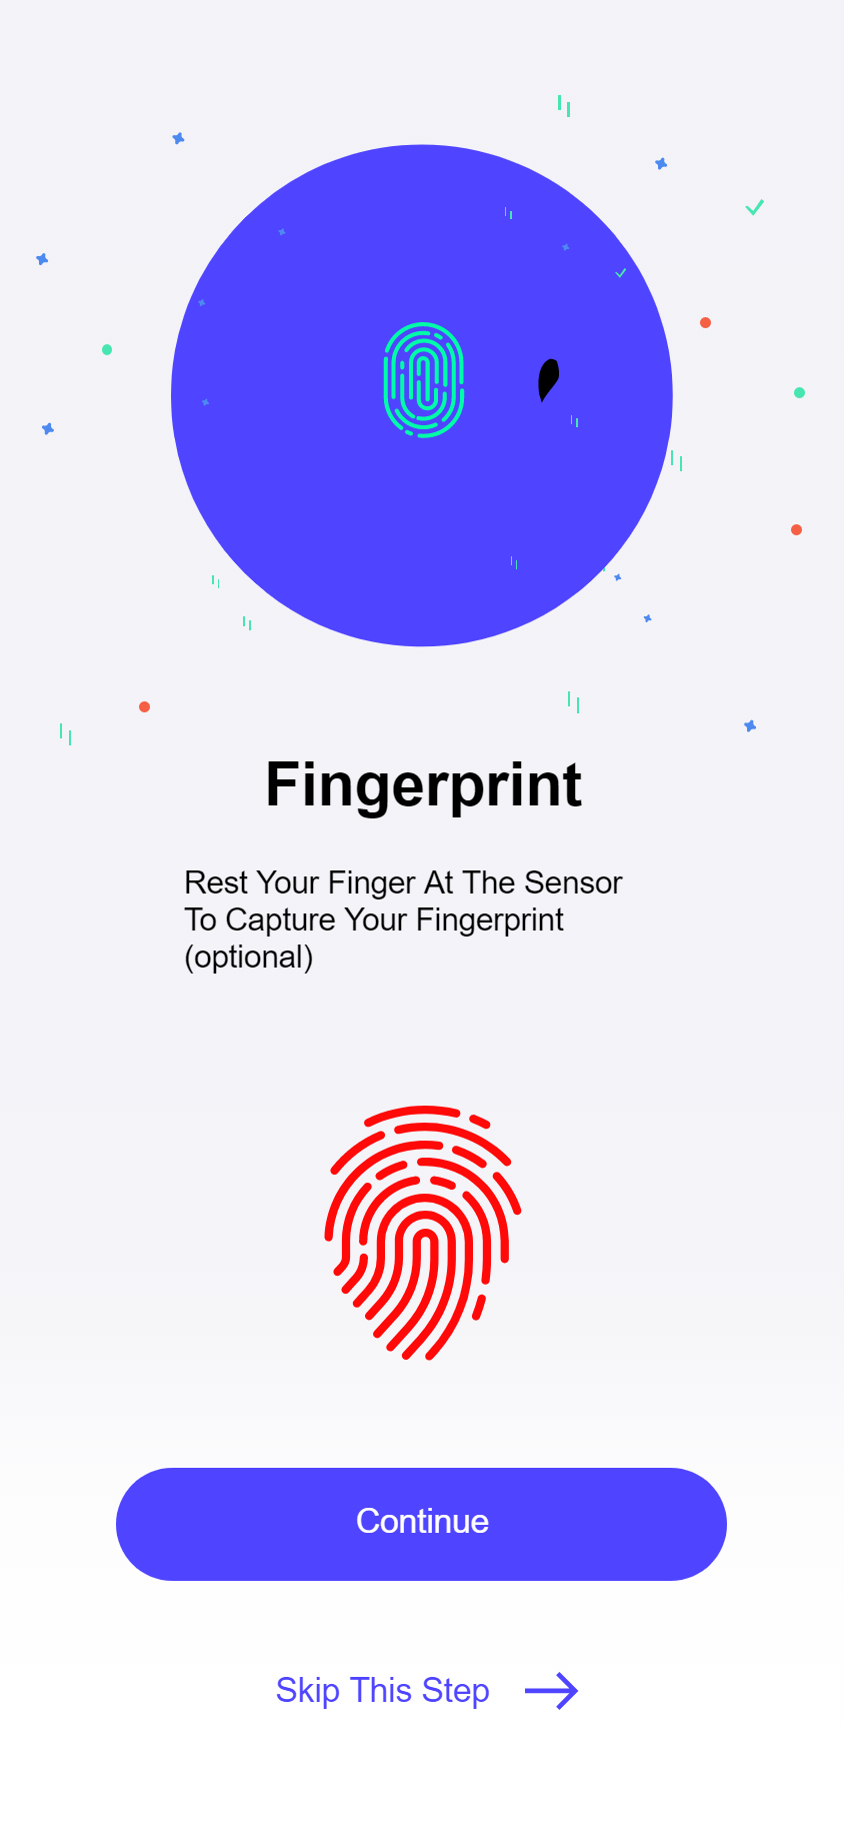 Fingerprint
Rest Your Finger At The Sensor
To Capture Your Fingerprint
(optional)
Continue
Skip This Step